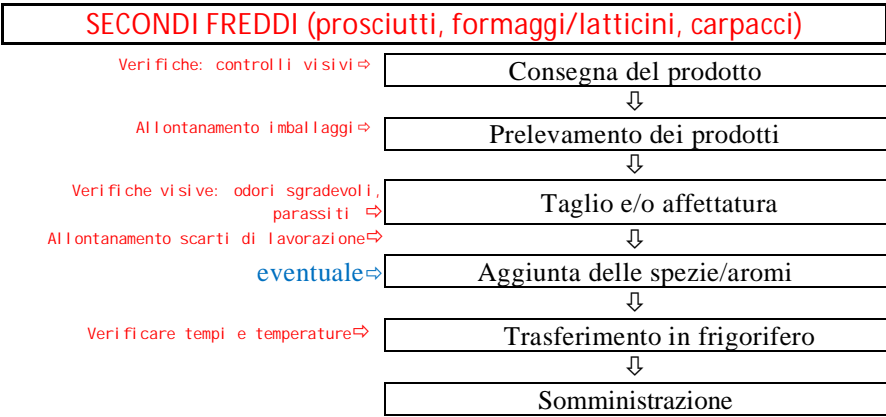 SECONDI FREDDI (prosciutti, formaggi/latticini, carpacci)
Verifiche: controlli visivi⇨
Consegna del prodotto
⇩
Allontanamento imballaggi⇨
Prelevamento dei prodotti
⇩
Verifiche visive: odori sgradevoli,
parassiti ⇨
Taglio e/o affettatura
Allontanamento scarti di lavorazione⇨
⇩
eventuale⇨
Aggiunta delle spezie/aromi
⇩
Verificare tempi e temperature⇨
Trasferimento in frigorifero
⇩
Somministrazione